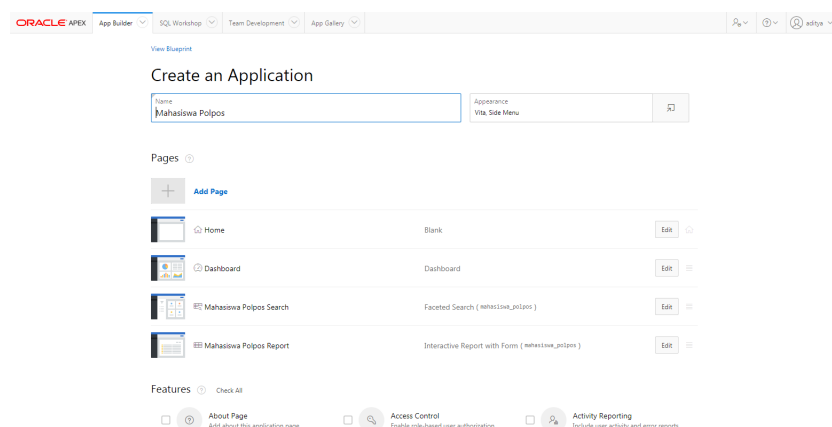 ORACLE APEX App Builder SQL Workshop Team Development App Gallery aditya
View Blueprint
Create an Application
Name
Mahasiswa Polpos
Appearance
Vita, Side Menu
Pages
Add Page
Home Blank Edit
Dashboard Dashboard Edit
Mahasiswa Polpos Search Faceted Search ( mahasiswa_polpos ) Edit
Mahasiswa Polpos Report Interactive Report with Form ( mahasiswa_polpos ) Edit
Features Check All
About Page Access Control Activity Reporting
Add about this application page Enable role-based user authorization Include user activity and error reports